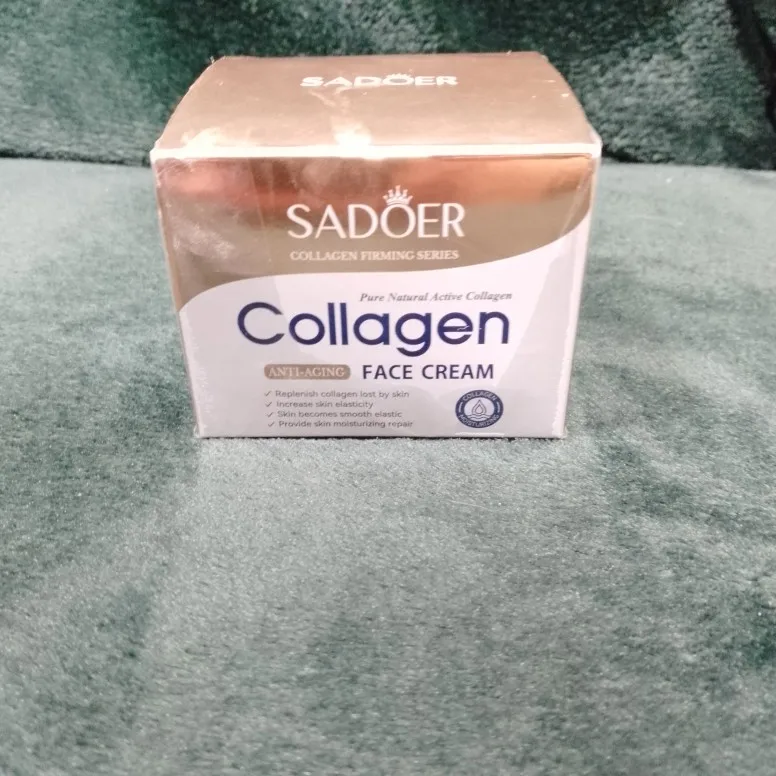 SADOER
SADOER
COLLAGEN FIRMING SERIES
Pure Natural Active Collagen
Collagen
ANTI-AGING FACE CREAM
✓ Replenish collagen lost by skin
✓ Increase skin elasticity
✓ Skin becomes smooth elastic
✓ Provide skin moisturizing repair
COLLAGEN
MOISTURIZING